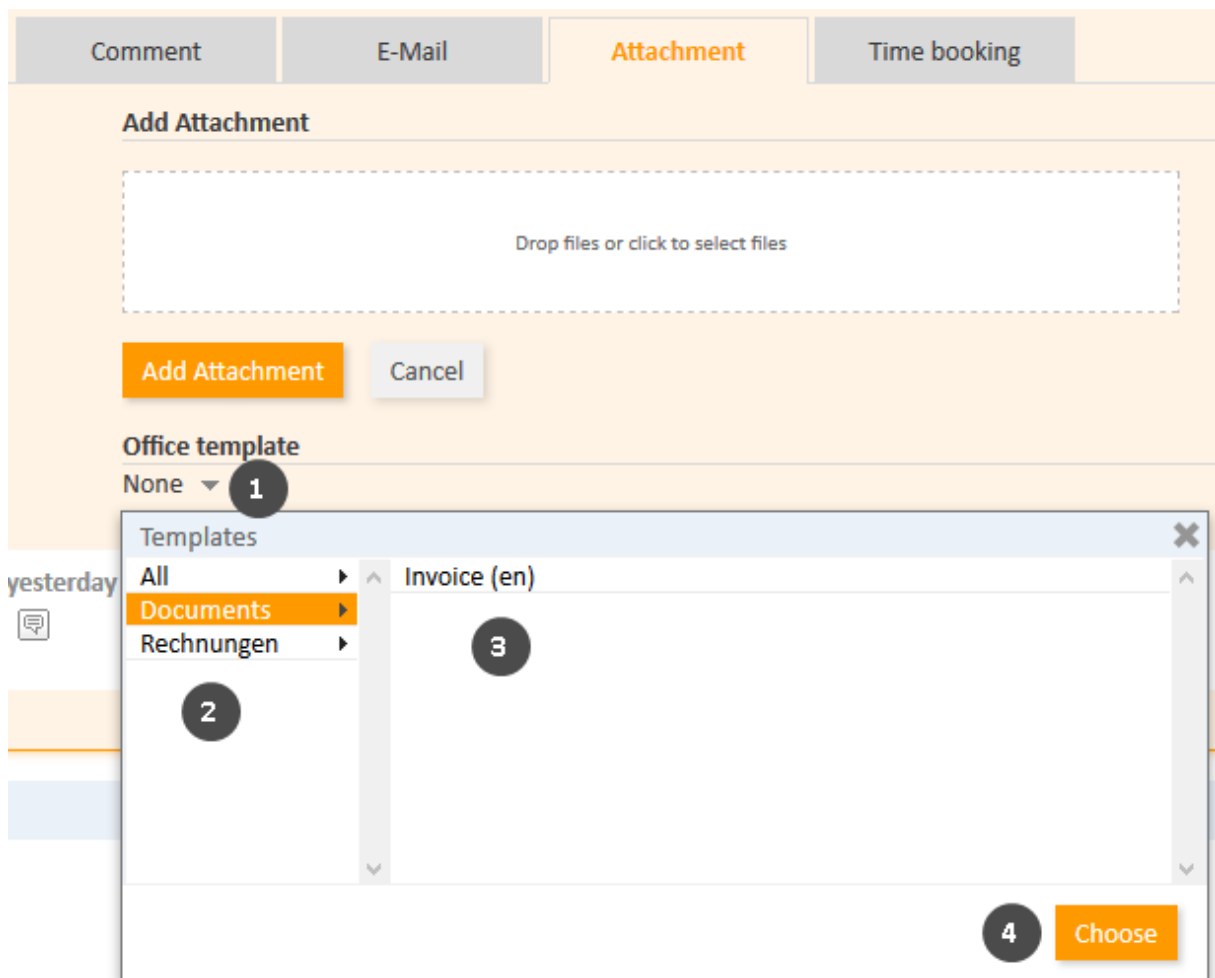 Comment E-Mail Attachment Time booking
Add Attachment
Drop files or click to select files
Add Attachment Cancel
Office template
None 1
Templates
yesterday All Invoice (en)
Documents
Rechnungen 3
2
4 Choose